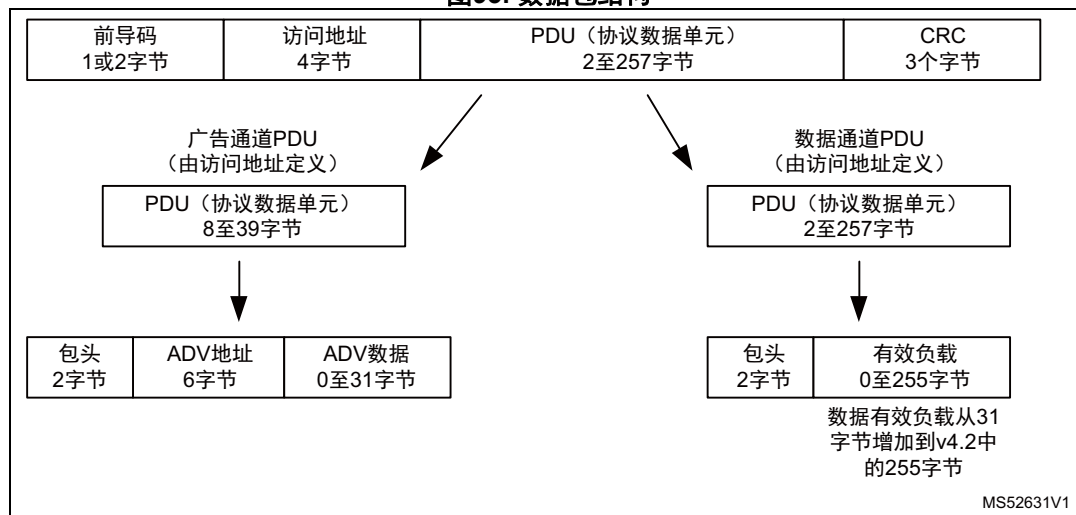 前导码
1或2字节
访问地址
4字节
PDU（协议数据单元）
2至257字节
CRC
3个字节
广告通道PDU
（由访问地址定义）
数据通道PDU
（由访问地址定义）
PDU（协议数据单元）
8至39字节
PDU（协议数据单元）
2至257字节
包头
2字节
ADV地址
6字节
ADV数据
0至31字节
包头
2字节
有效负载
0至255字节
数据有效负载从31
字节增加到v4.2中
的255字节
MS52631V1